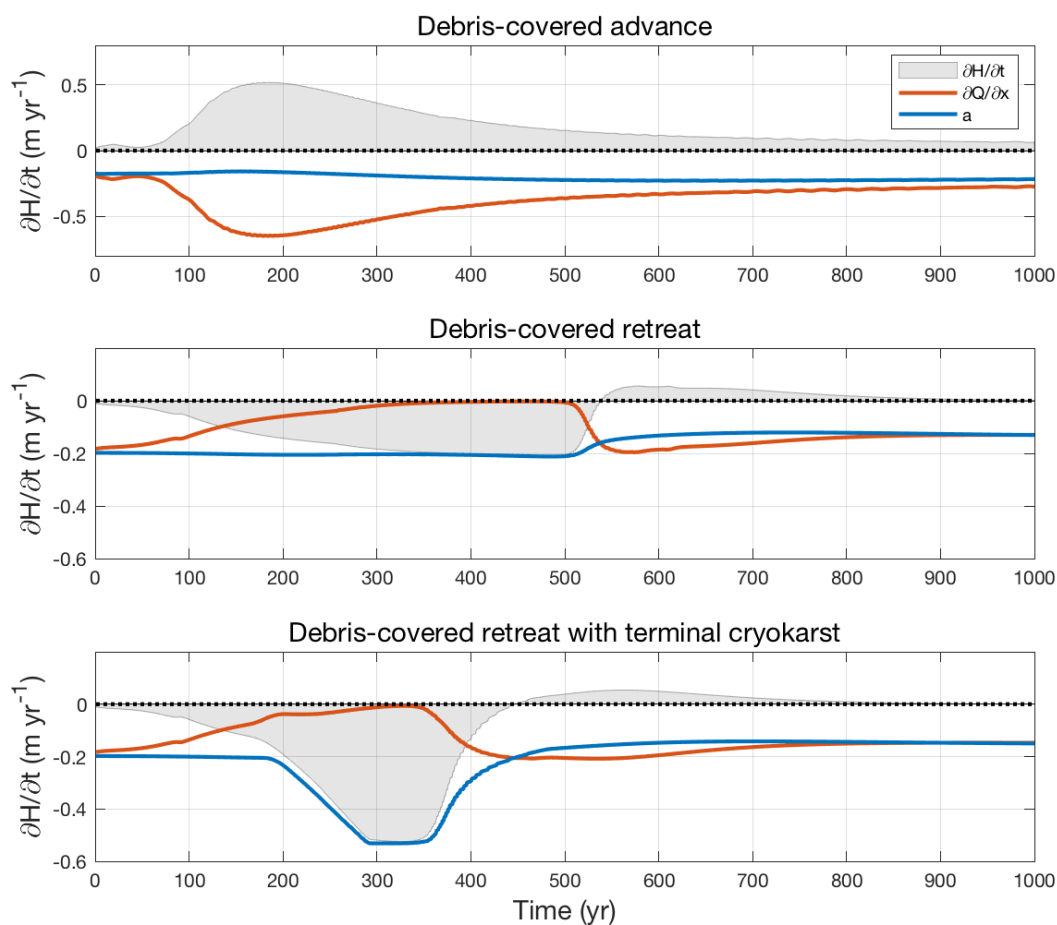 Debris-covered advance
∂H/∂t (m yr⁻¹)
0.5
0
-0.5
∂H/∂t
∂Q/∂x
a
0 100 200 300 400 500 600 700 800 900 1000
Debris-covered retreat
∂H/∂t (m yr⁻¹)
0
-0.2
-0.4
-0.6
0 100 200 300 400 500 600 700 800 900 1000
Debris-covered retreat with terminal cryokarst
∂H/∂t (m yr⁻¹)
0
-0.2
-0.4
-0.6
0 100 200 300 400 500 600 700 800 900 1000
Time (yr)